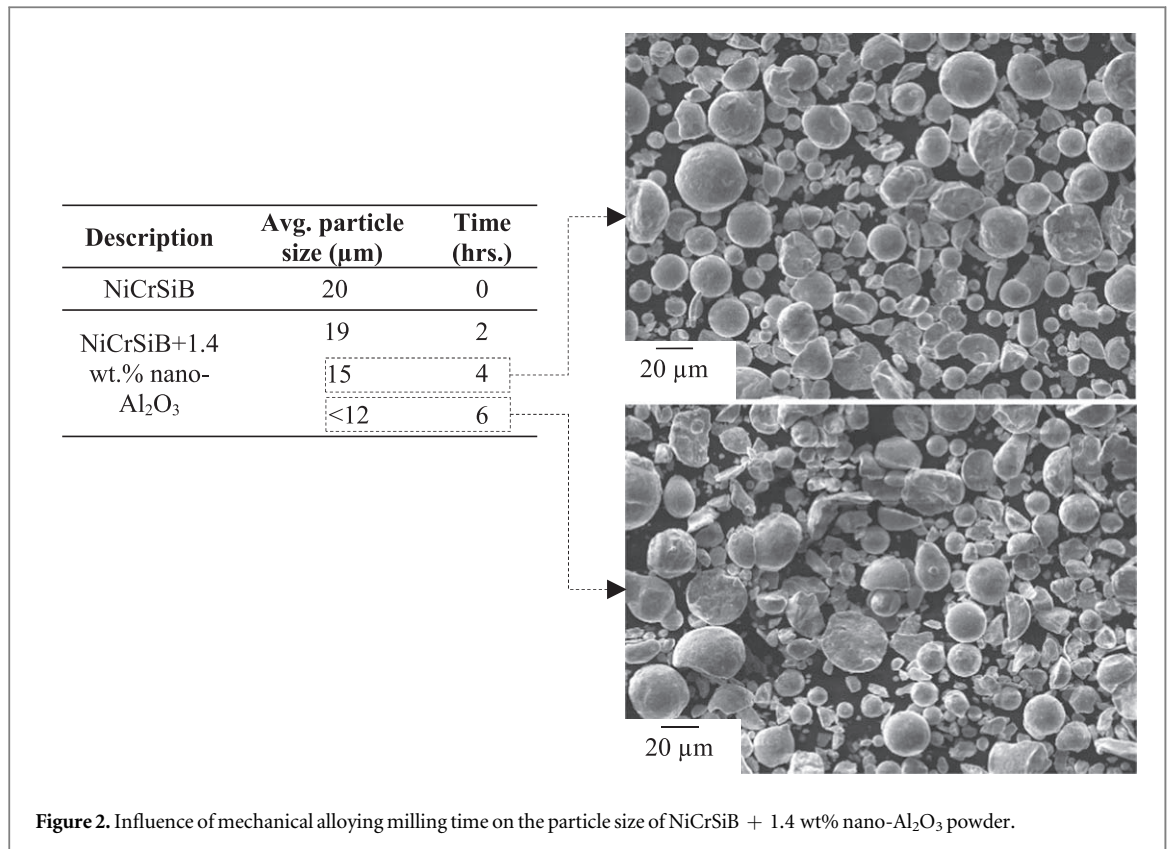 Description Avg. particle size (µm) Time (hrs.)
NiCrSiB 20 0
NiCrSiB+1.4 wt.% nano-Al₂O₃ 19 2
15 4
<12 6
20 µm
20 µm
Figure 2. Influence of mechanical alloying milling time on the particle size of NiCrSiB + 1.4 wt% nano-Al₂O₃ powder.